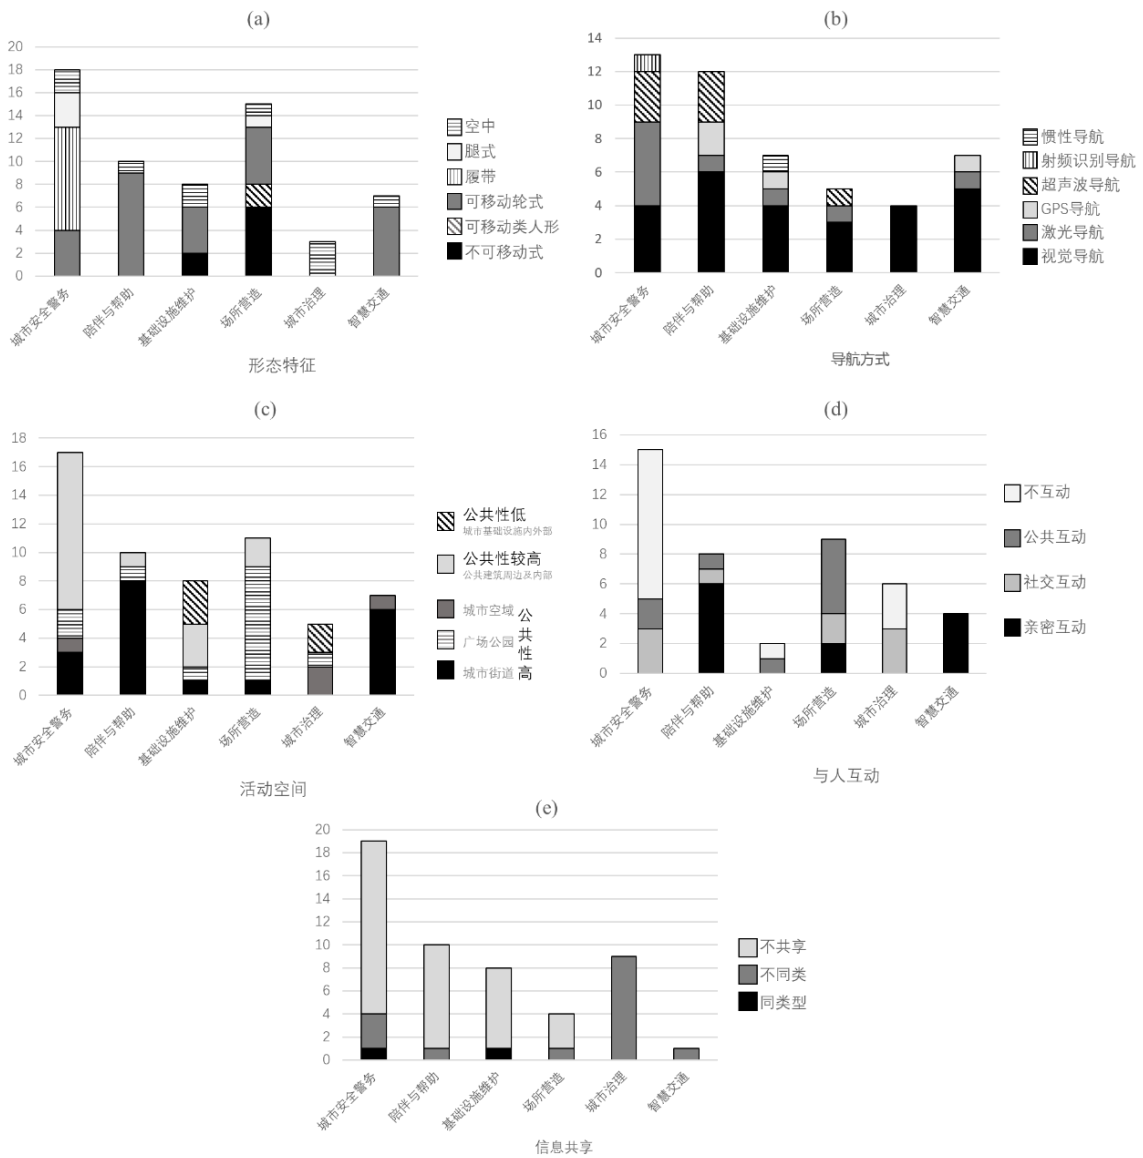 (a)
20
18
16
14
12
10
8
6
4
2
0
城市安全警务
陪伴与帮助
基础设施维护
场所营造
城市治理
智慧交通
空中
腿式
履带
可移动轮式
可移动类人形
不可移动式
形态特征
(b)
14
12
10
8
6
4
2
0
城市安全警务
陪伴与帮助
基础设施维护
场所营造
城市治理
智慧交通
惯性导航
射频识别导航
超声波导航
GPS导航
激光导航
视觉导航
导航方式
(c)
18
16
14
12
10
8
6
4
2
0
城市安全警务
陪伴与帮助
基础设施维护
场所营造
城市治理
智慧交通
公共性低
城市基础设施内外部
公共性较高
公共建筑周边及内部
城市空域
广场公园
城市街道
公共性高
活动空间
(d)
16
14
12
10
8
6
4
2
0
城市安全警务
陪伴与帮助
基础设施维护
场所营造
城市治理
智慧交通
不互动
公共互动
社交互动
亲密互动
与人互动
(e)
20
18
16
14
12
10
8
6
4
2
0
城市安全警务
陪伴与帮助
基础设施维护
场所营造
城市治理
智慧交通
不共享
不同类
同类型
信息共享